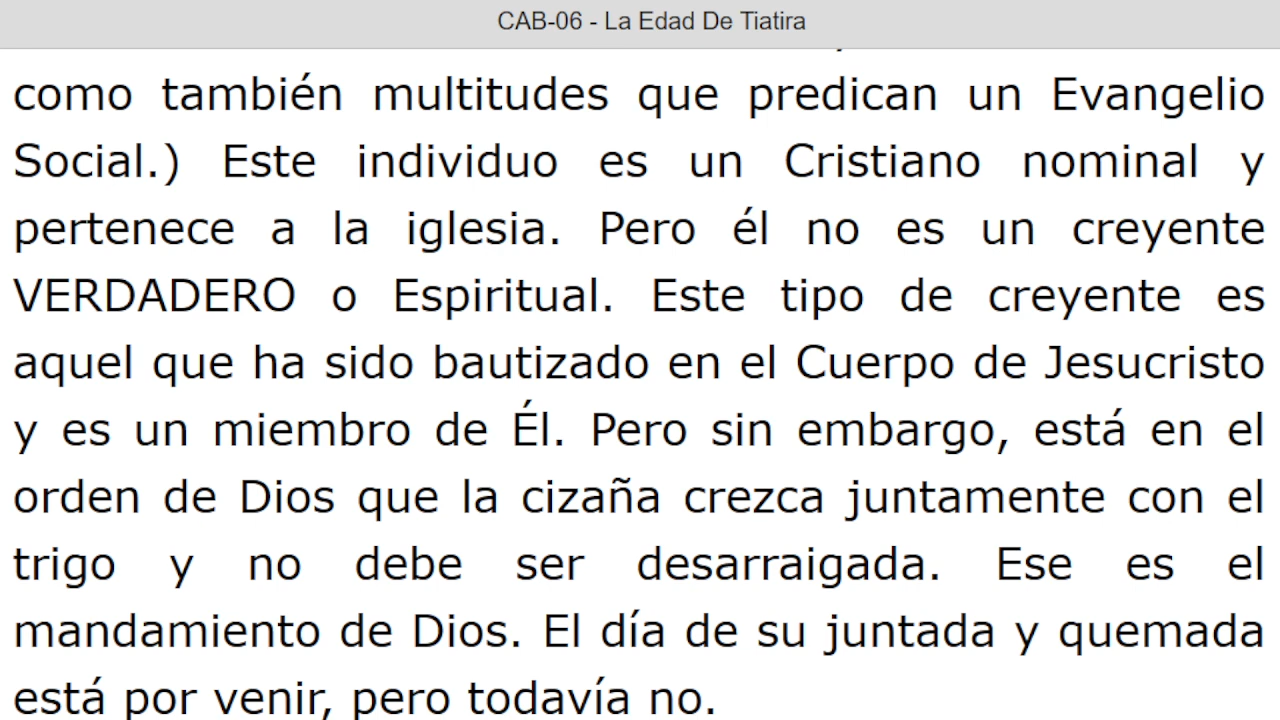 CAB-06 - La Edad De Tiatira
como también multitudes que predican un Evangelio
Social.) Este individuo es un Cristiano nominal y
pertenece a la iglesia. Pero él no es un creyente
VERDADERO o Espiritual. Este tipo de creyente es
aquel que ha sido bautizado en el Cuerpo de Jesucristo
y es un miembro de Él. Pero sin embargo, está en el
orden de Dios que la cizaña crezca juntamente con el
trigo y no debe ser desarraigada. Ese es el
mandamiento de Dios. El día de su juntada y quemada
está por venir, pero todavía no.